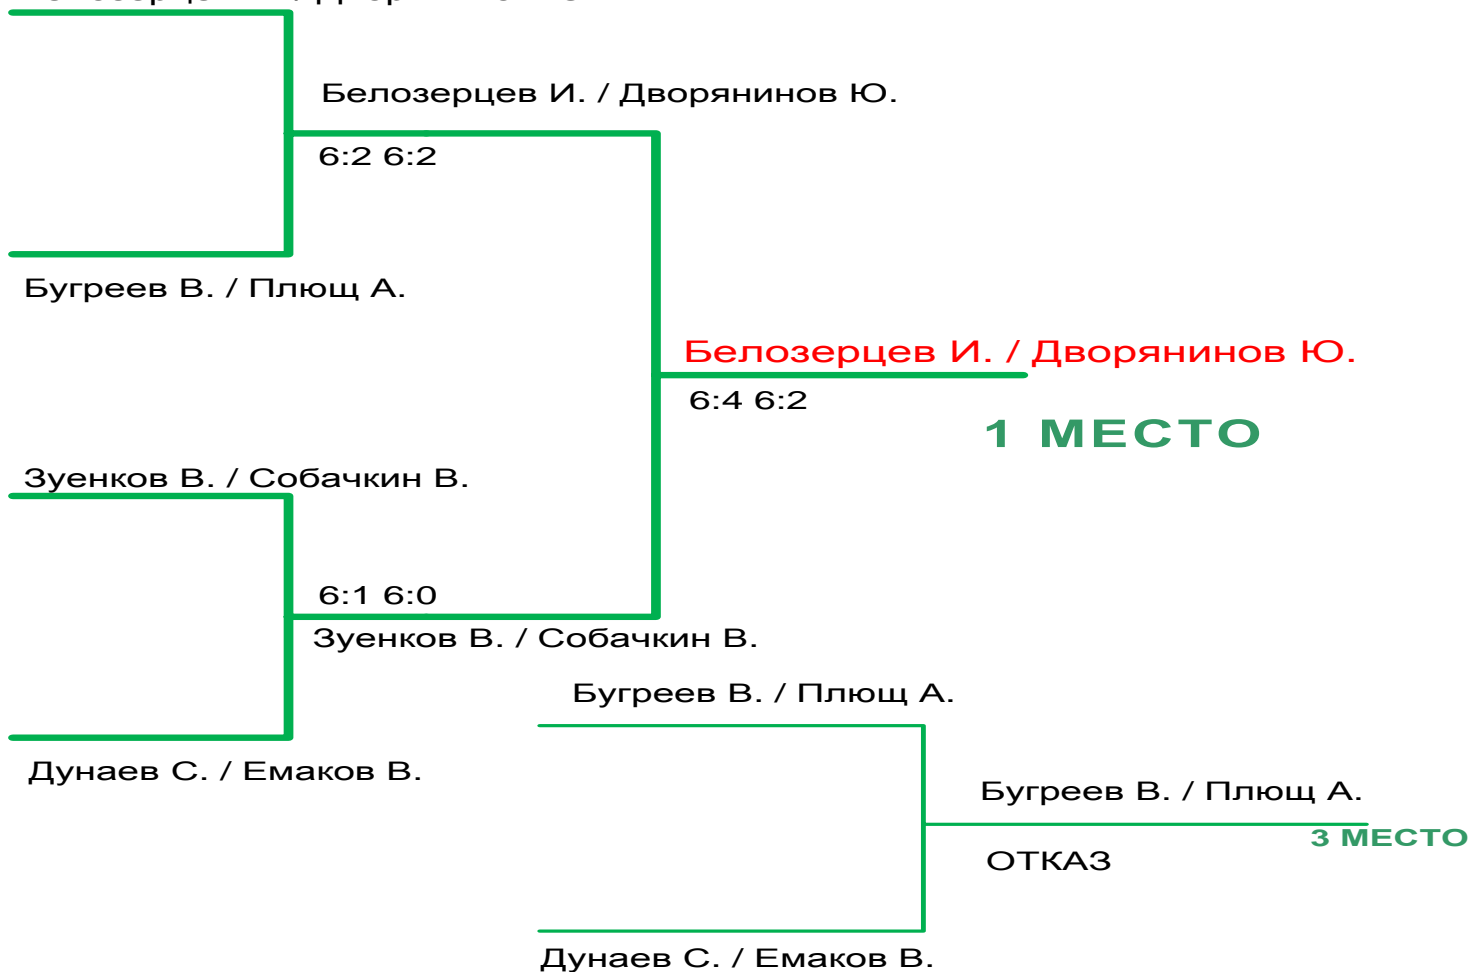 Белозерцев И. / Дворянинов Ю.
6:2 6:2
Бугреев В. / Плющ А.
Белозерцев И. / Дворянинов Ю.
6:4 6:2
1 МЕСТО
Зуенков В. / Собачкин В.
6:1 6:0
Зуенков В. / Собачкин В.
Бугреев В. / Плющ А.
Дунаев С. / Емаков В.
Бугреев В. / Плющ А.
3 МЕСТО
ОТКАЗ
Дунаев С. / Емаков В.